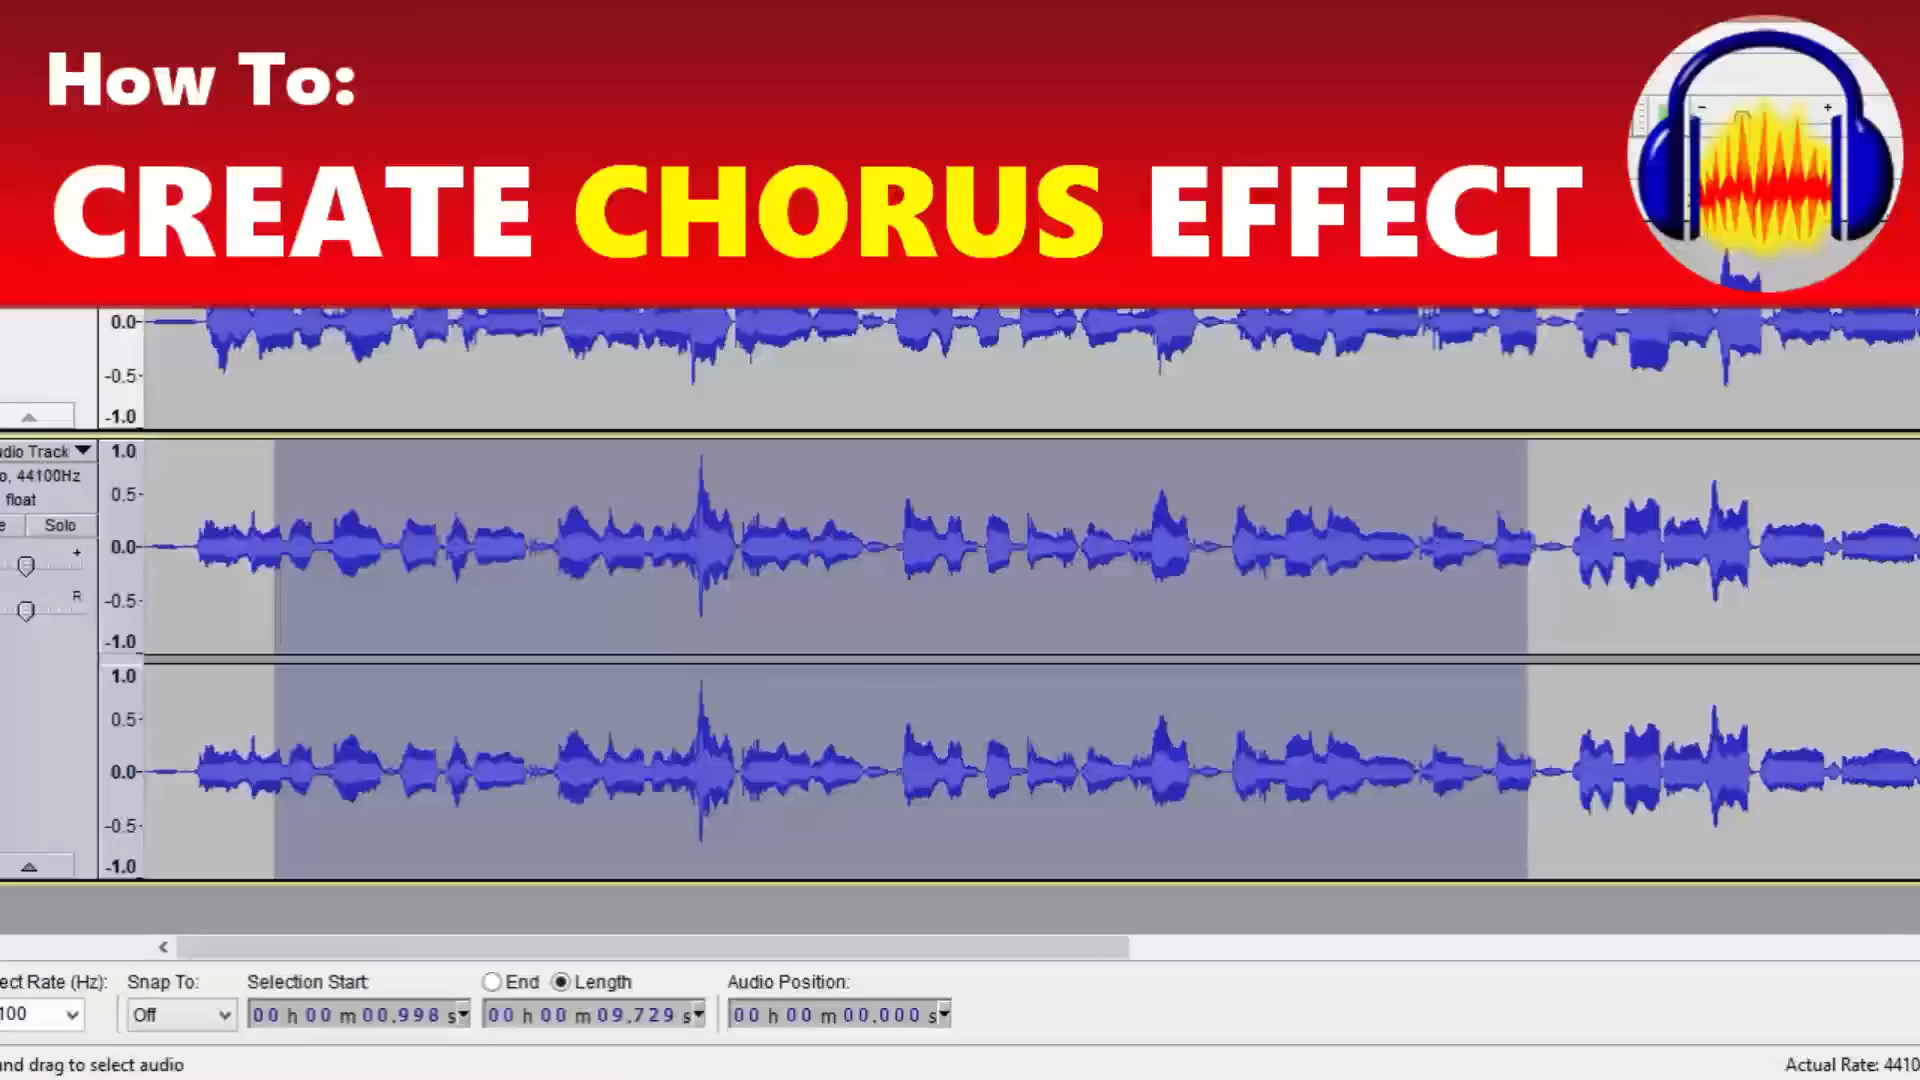 How To:
CREATE CHORUS EFFECT
- +
0.0
-0.5
-1.0
dio Track
1.0
o, 44100Hz
0.5
float
e Solo
0.0
+
-0.5
R
-1.0
1.0
0.5
0.0
-0.5
-1.0
ect Rate (Hz): Snap To: Selection Start: End Length Audio Position:
100 Off 00 h 00 m 00.998 s 00 h 00 m 09.729 s 00 h 00 m 00.000 s
and drag to select audio Actual Rate: 4410